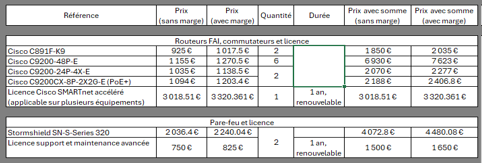 Référence Prix (sans marge) Prix (avec marge) Quantité Durée Prix avec somme (sans marge) Prix avec somme (avec marge)
Routeurs FAI, commutateurs et licence
Cisco C891F-K9 925 € 1 017.5 € 2 1 850 € 2 035 €
Cisco C9200-48P-E 1 155 € 1 270.5 € 6 6 930 € 7 623 €
Cisco C9200-24P-4X-E 1 035 € 1 138.5 € 2 2 070 € 2 277 €
Cisco C9200CX-8P-2X2G-E (PoE+) 1 094 € 1 203.4 € 2 188 € 2 406.8 €
Licence Cisco SMARTnet accéléré (applicable sur plusieurs équipements) 3 018.51 € 3 320.361 € 1 1 an, renouvelable 3 018.51 € 3 320.361 €
Pare-feu et licence
Stormshield SN-S-Series 320 2 036.4 € 2 240.04 € 2 4 072.8 € 4 480.08 €
Licence support et maintenance avancée 750 € 825 € 1 an, renouvelable 1 500 € 1 650 €